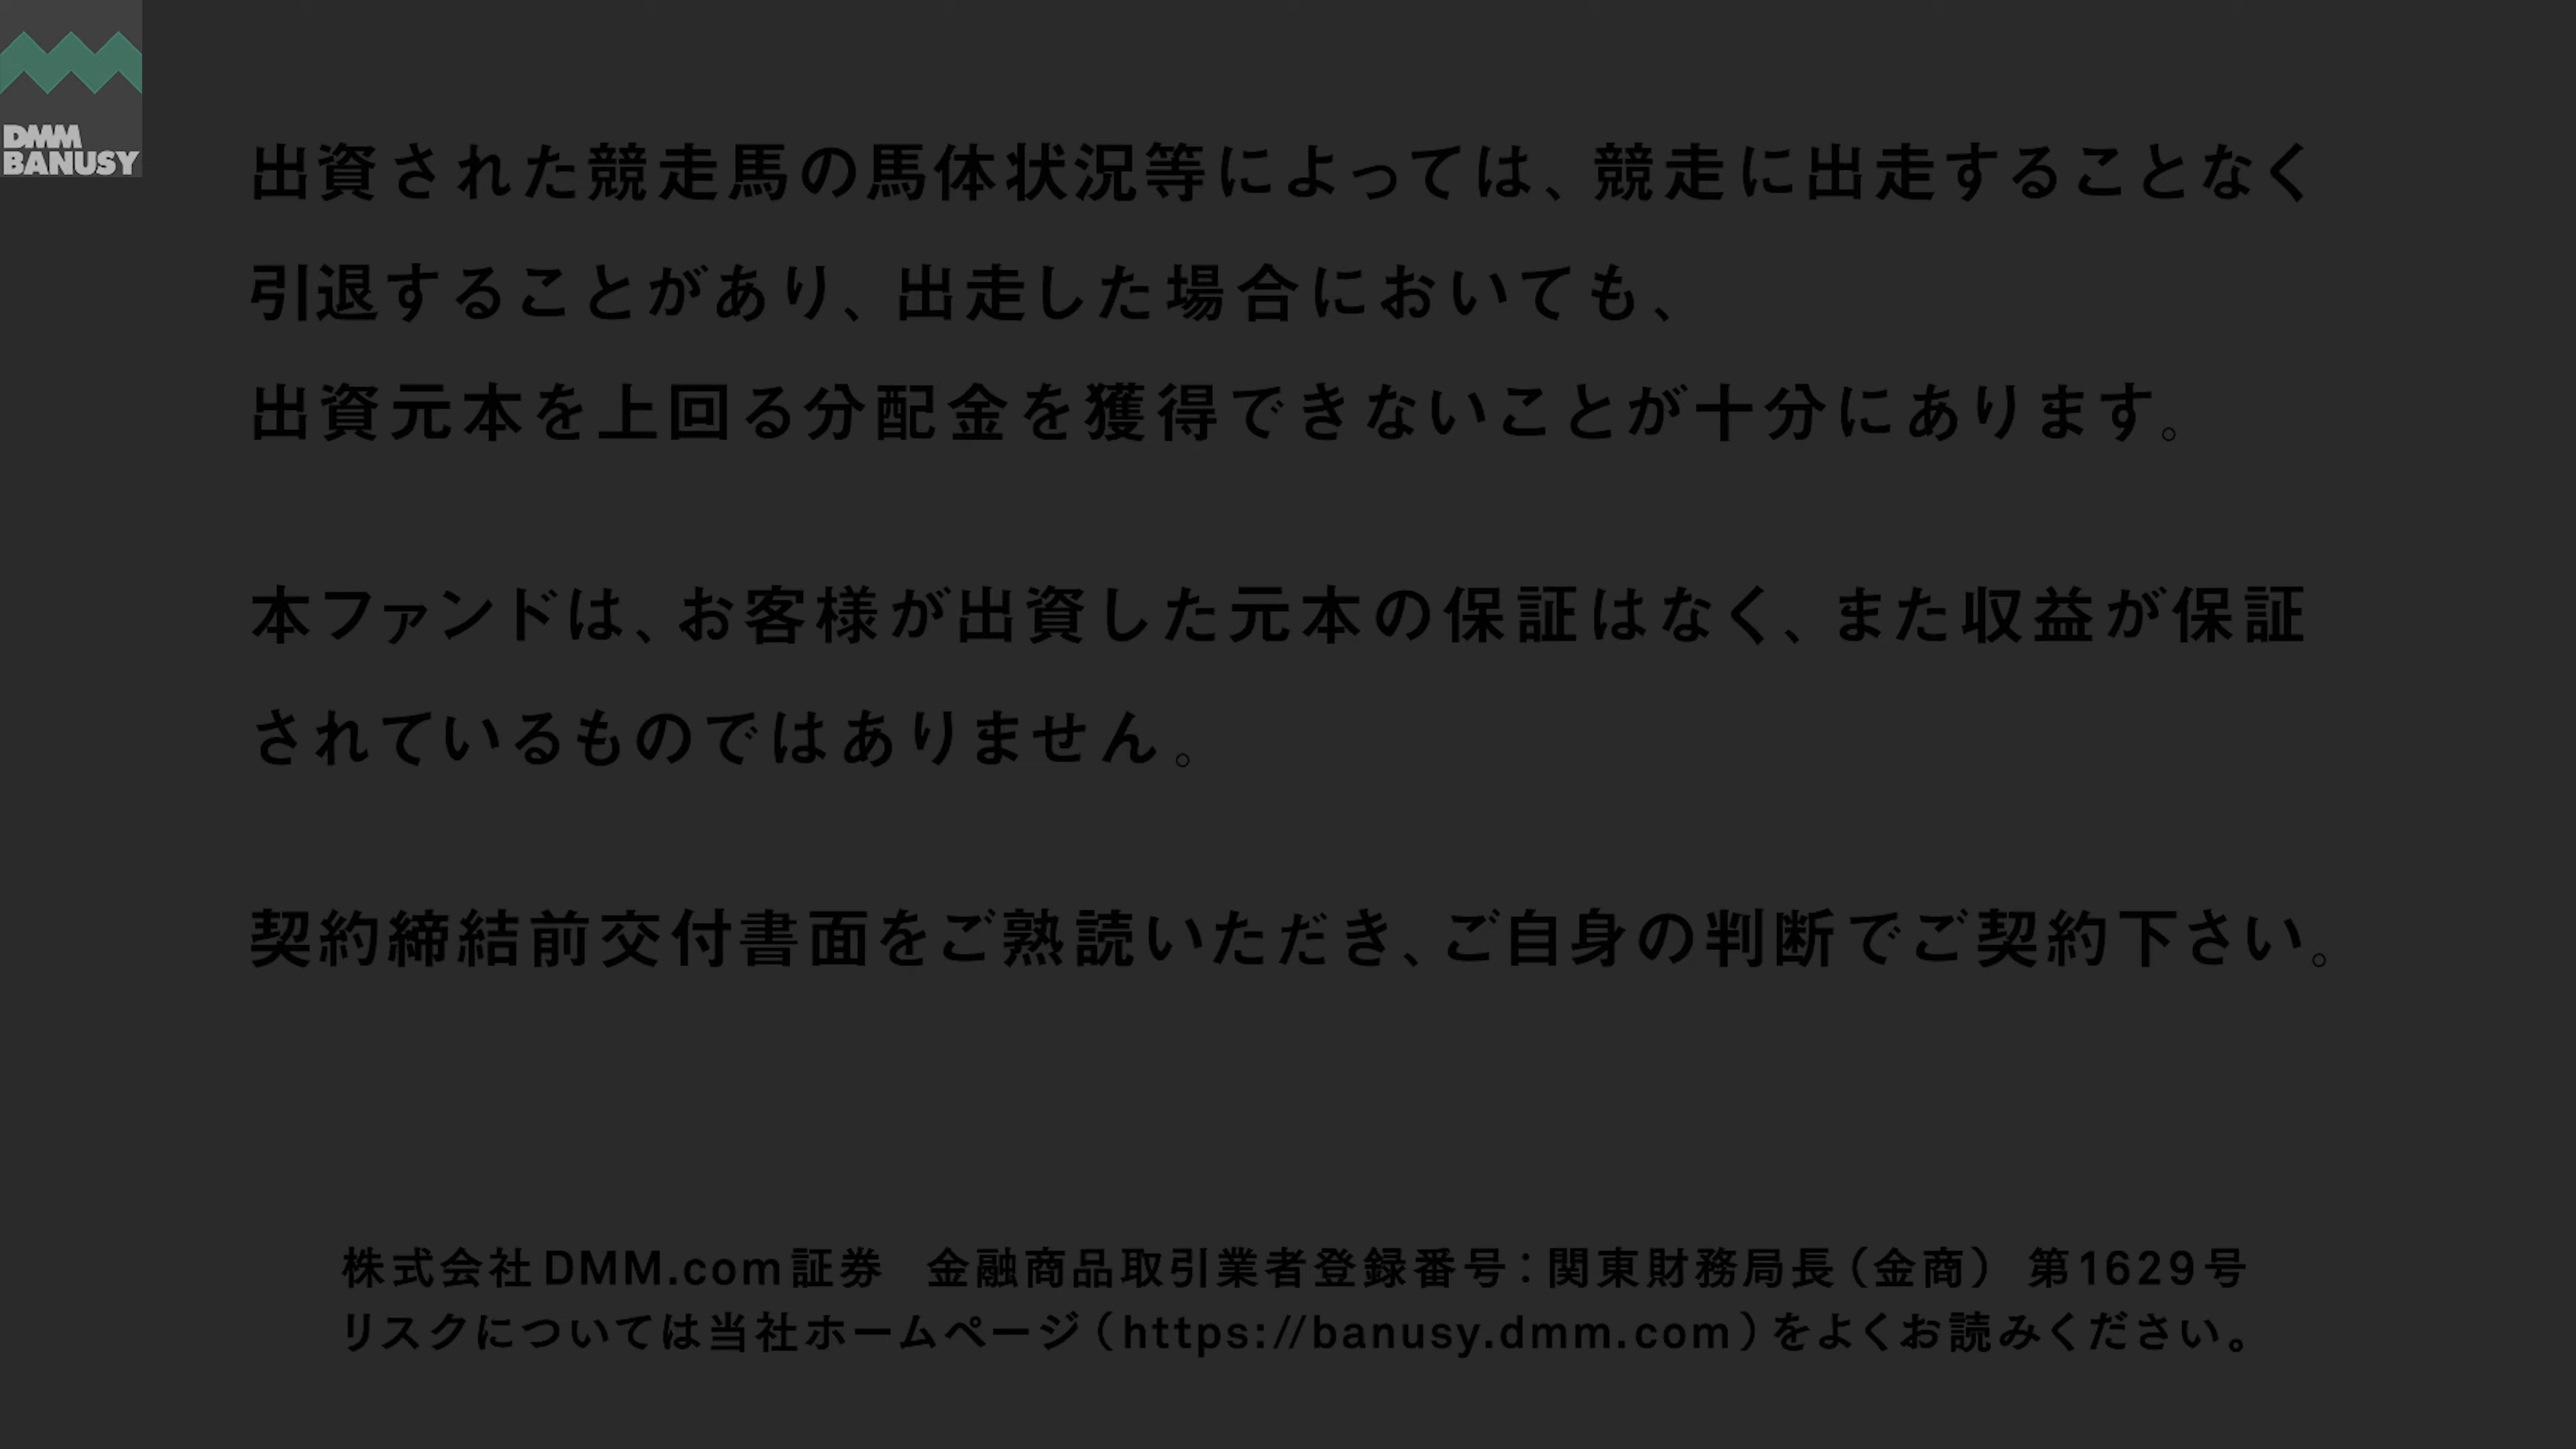 DMM
BANUSY
出資された競走馬の馬体状況等によっては、競走に出走することなく
引退することがあり、出走した場合においても、
出資元本を上回る分配金を獲得できないことが十分にあります。
本ファンドは、お客様が出資した元本の保証はなく、また収益が保証
されているものではありません。
契約締結前交付書面をご熟読いただき、ご自身の判断でご契約下さい。
株式会社DMM.com証券　金融商品取引業者登録番号：関東財務局長（金商） 第1629号
リスクについては当社ホームページ（https://banusy.dmm.com）をよくお読みください。